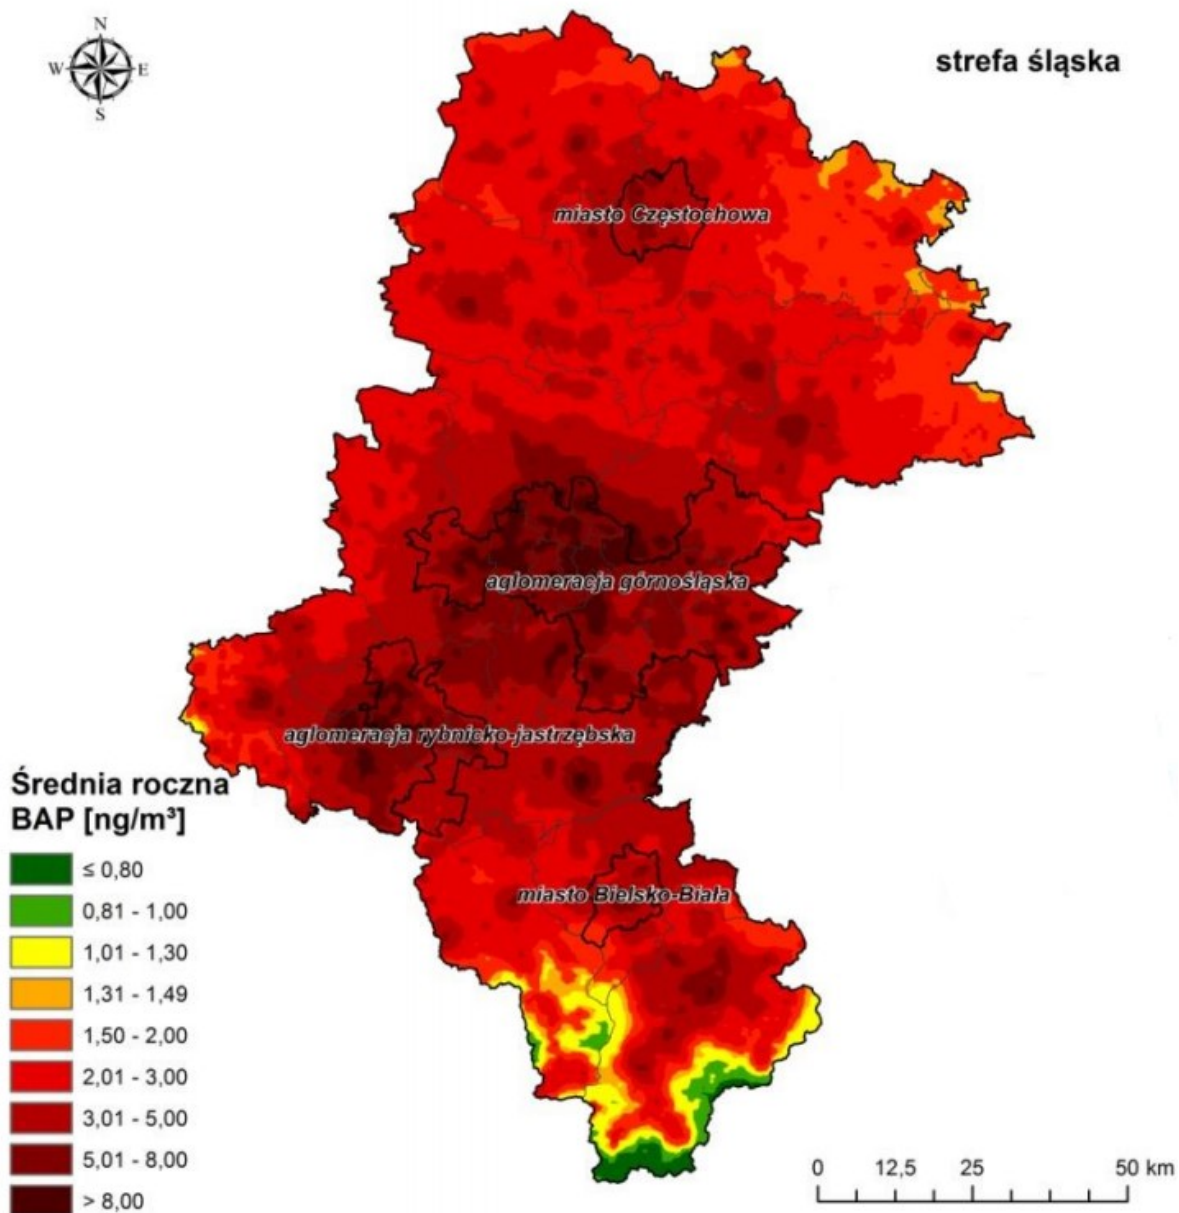 N
W E
S
strefa śląska
miasto Częstochowa
aglomeracja górnośląska
aglomeracja rybnicko-jastrzębska
miasto Bielsko-Biała
Średnia roczna
BAP [ng/m³]
≤ 0,80
0,81 - 1,00
1,01 - 1,30
1,31 - 1,49
1,50 - 2,00
2,01 - 3,00
3,01 - 5,00
5,01 - 8,00
> 8,00
0 12,5 25 50 km